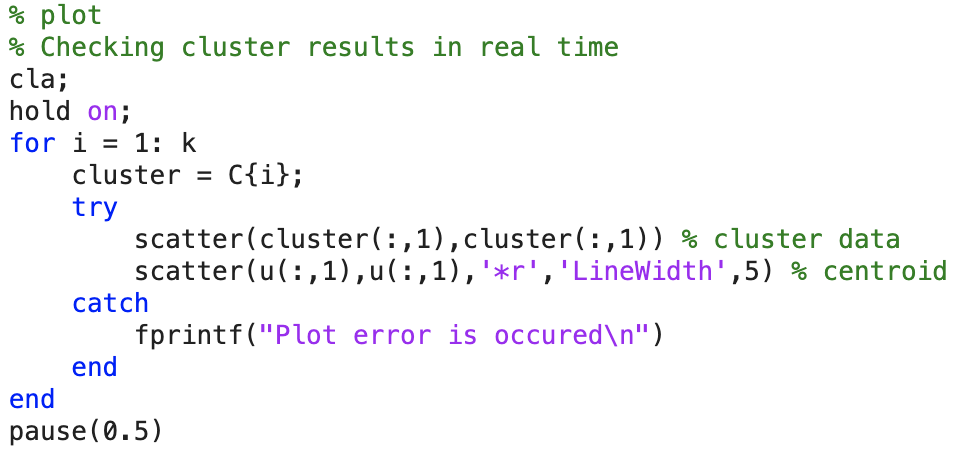 % plot
% Checking cluster results in real time
cla;
hold on;
for i = 1: k
    cluster = C{i};
    try
        scatter(cluster(:,1),cluster(:,1)) % cluster data
        scatter(u(:,1),u(:,1),'*r','LineWidth',5) % centroid
    catch
        fprintf("Plot error is occured\n")
    end
end
pause(0.5)